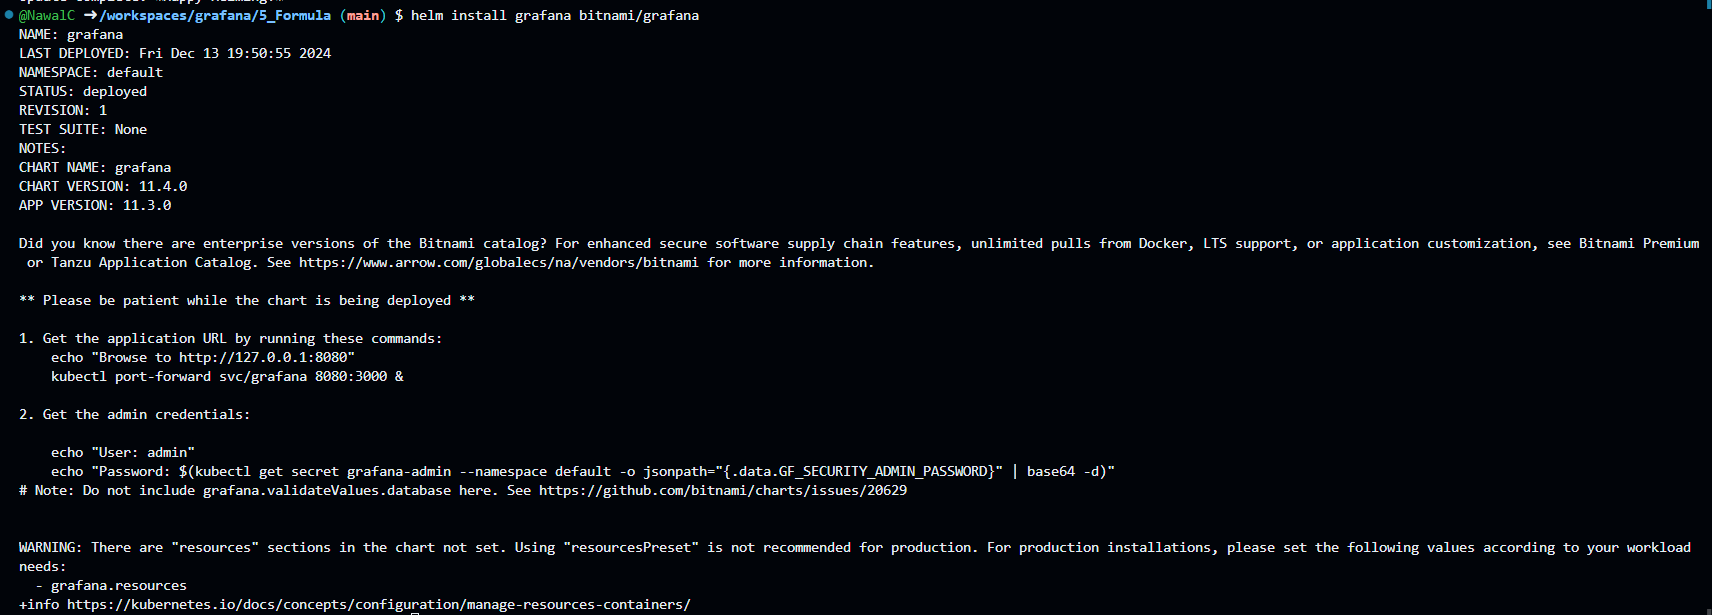 @NawalC ➜/workspaces/grafana/5_Formula (main) $ helm install grafana bitnami/grafana
NAME: grafana
LAST DEPLOYED: Fri Dec 13 19:50:55 2024
NAMESPACE: default
STATUS: deployed
REVISION: 1
TEST SUITE: None
NOTES:
CHART NAME: grafana
CHART VERSION: 11.4.0
APP VERSION: 11.3.0
Did you know there are enterprise versions of the Bitnami catalog? For enhanced secure software supply chain features, unlimited pulls from Docker, LTS support, or application customization, see Bitnami Premium
or Tanzu Application Catalog. See https://www.arrow.com/globalecs/na/vendors/bitnami for more information.
** Please be patient while the chart is being deployed **
1. Get the application URL by running these commands:
echo "Browse to http://127.0.0.1:8080"
kubectl port-forward svc/grafana 8080:3000 &
2. Get the admin credentials:
echo "User: admin"
echo "Password: $(kubectl get secret grafana-admin --namespace default -o jsonpath="{.data.GF_SECURITY_ADMIN_PASSWORD}" | base64 -d)"
# Note: Do not include grafana.validateValues.database here. See https://github.com/bitnami/charts/issues/20629
WARNING: There are "resources" sections in the chart not set. Using "resourcesPreset" is not recommended for production. For production installations, please set the following values according to your workload
needs:
- grafana.resources
+info https://kubernetes.io/docs/concepts/configuration/manage-resources-containers/